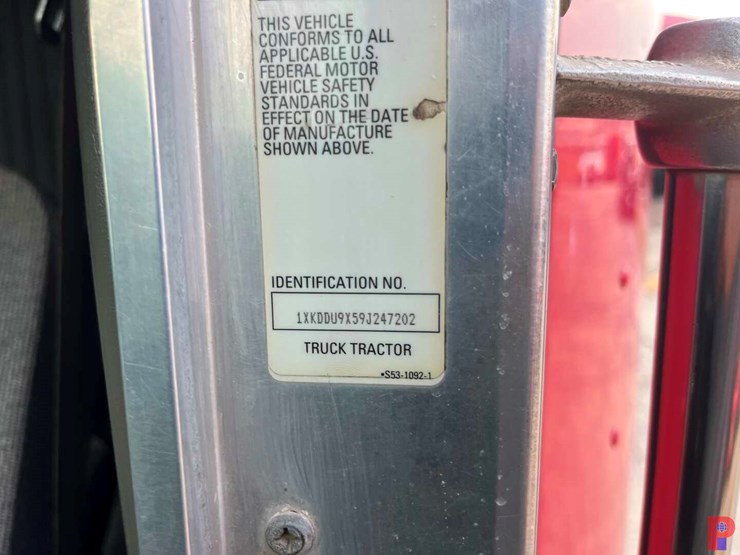 THIS VEHICLE
CONFORMS TO ALL
APPLICABLE U.S.
FEDERAL MOTOR
VEHICLE SAFETY
STANDARDS IN
EFFECT ON THE DATE
OF MANUFACTURE
SHOWN ABOVE.
IDENTIFICATION NO.
1XKDDU9X59J247202
TRUCK TRACTOR
•S53-1092-1